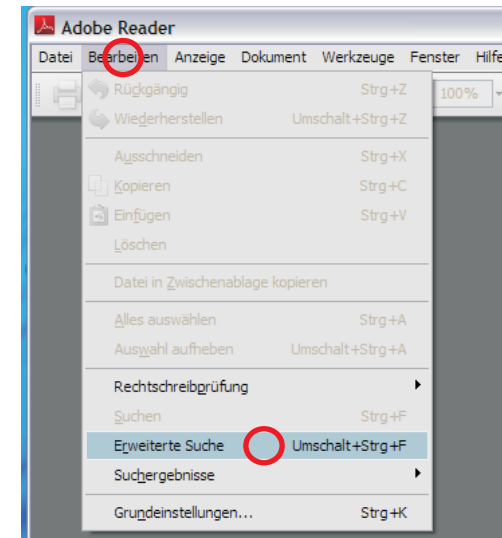 Adobe Reader
Datei Bearbeiten Anzeige Dokument Werkzeuge Fenster Hilfe
Rückgängig Strg+Z 100%
Wiederherstellen Umschalt+Strg+Z
Ausschneiden Strg+X
Kopieren Strg+C
Einfügen Strg+V
Löschen
Datei in Zwischenablage kopieren
Alles auswählen Strg+A
Auswahl aufheben Umschalt+Strg+A
Rechtschreibprüfung
Suchen Strg+F
Erweiterte Suche Umschalt+Strg+F
Suchergebnisse
Grundeinstellungen... Strg+K